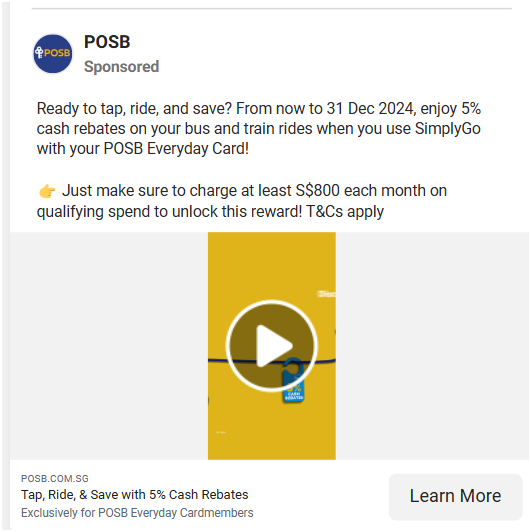 POSB
POSB
Sponsored
Ready to tap, ride, and save? From now to 31 Dec 2024, enjoy 5%
cash rebates on your bus and train rides when you use SimplyGo
with your POSB Everyday Card!
👉 Just make sure to charge at least S$800 each month on
qualifying spend to unlock this reward! T&Cs apply
CASH
REBATES
POSB.COM.SG
Tap, Ride, & Save with 5% Cash Rebates
Exclusively for POSB Everyday Cardmembers
Learn More